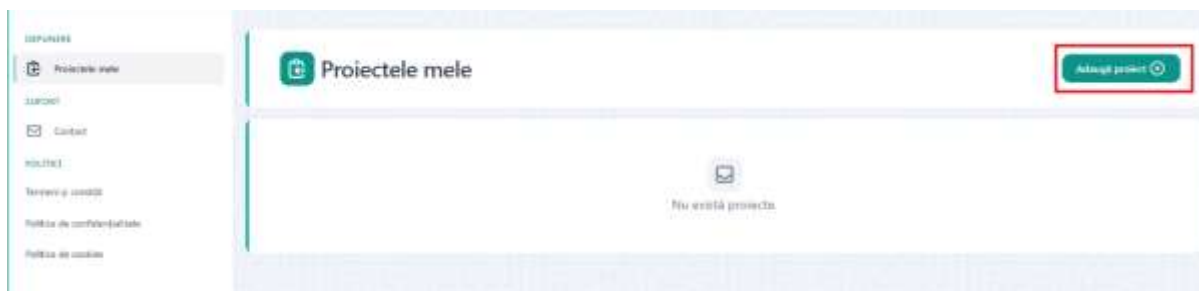 DEPUNERE
Proiectele mele
SUPORT
Contact
POLITICI
Termeni și condiții
Politica de confidențialitate
Politica de cookies
Proiectele mele
Adaugă proiect
Nu există proiecte